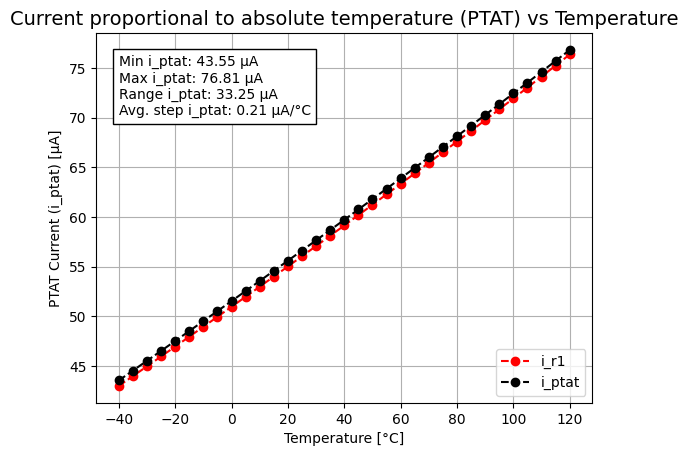 Current proportional to absolute temperature (PTAT) vs Temperature
Min i_ptat: 43.55 µA
Max i_ptat: 76.81 µA
Range i_ptat: 33.25 µA
Avg. step i_ptat: 0.21 µA/°C
PTAT Current (i_ptat) [µA]
75
70
65
60
55
50
45
i_r1
i_ptat
−40
−20
0
20
40
60
80
100
120
Temperature [°C]